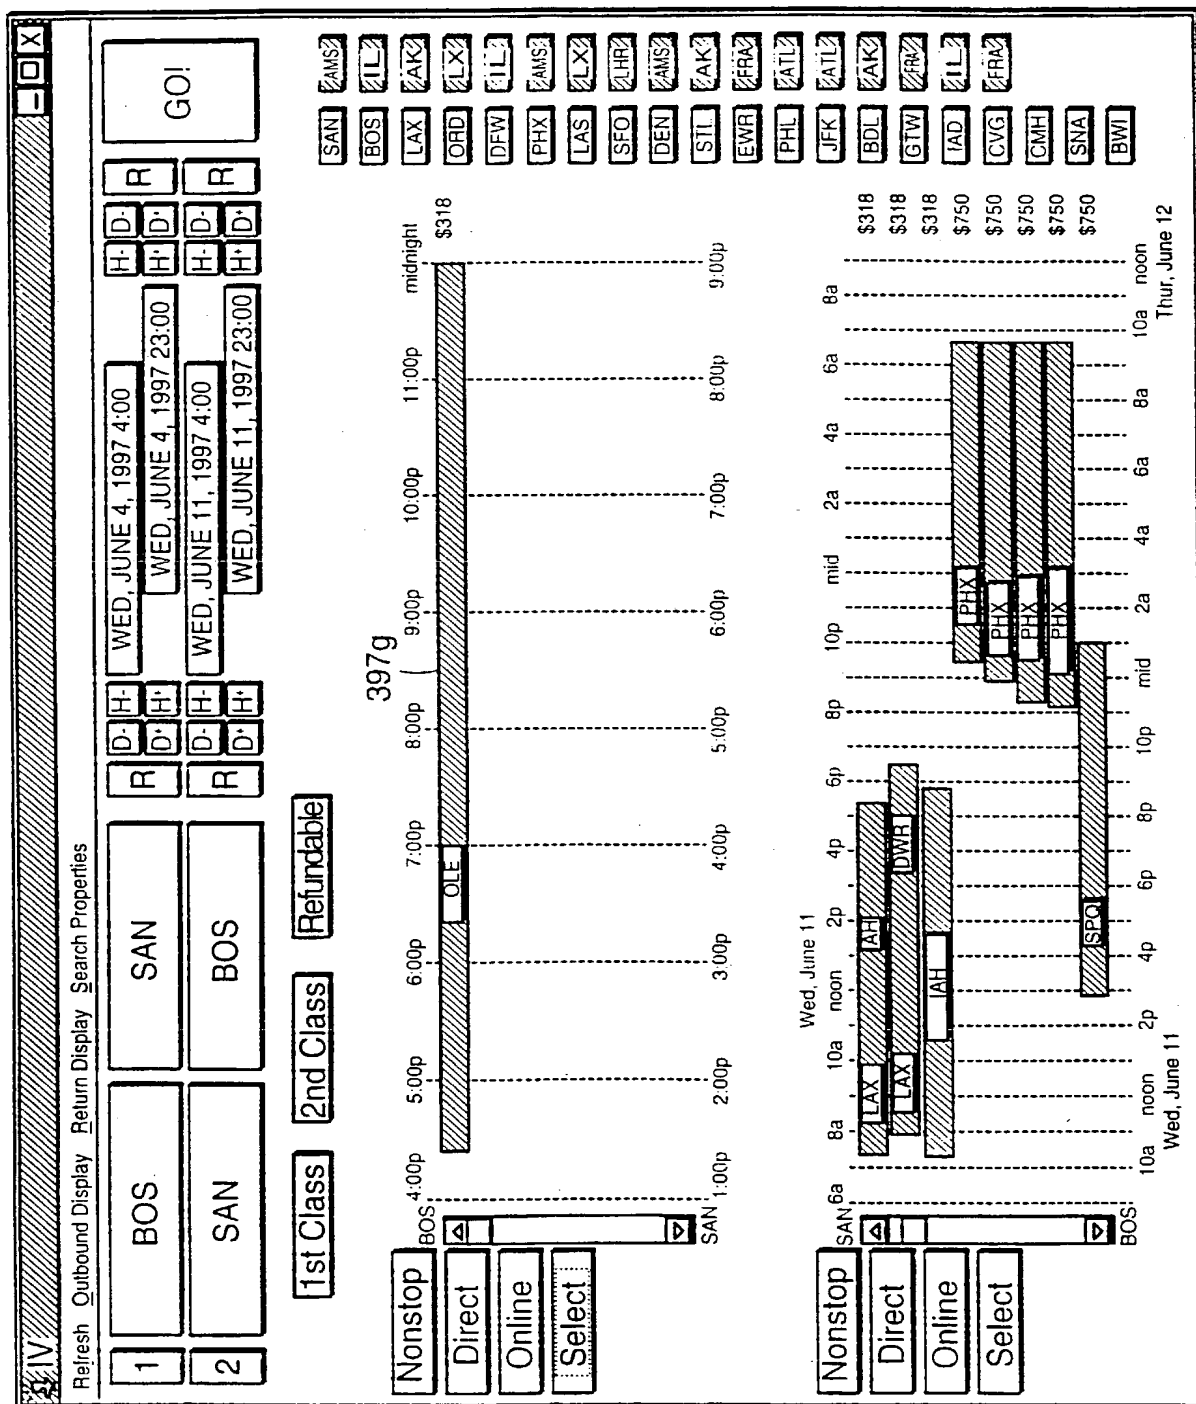 IV
Refresh Outbound Display Return Display Search Properties
1 BOS SAN R D- H- WED, JUNE 4, 1997 4:00 H- D- R GO!
D+ H+ WED, JUNE 4, 1997 23:00 H+ D+
2 SAN BOS R D- H- WED, JUNE 11, 1997 4:00 H- D- R
D+ H+ WED, JUNE 11, 1997 23:00 H+ D+
1st Class 2nd Class Refundable
397g
Nonstop
Direct
Online
Select
BOS 4:00p 5:00p 6:00p 7:00p 8:00p 9:00p 10:00p 11:00p midnight
OLE $318
SAN 1:00p 2:00p 3:00p 4:00p 5:00p 6:00p 7:00p 8:00p 9:00p
Nonstop
Direct
Online
Select
Wed, June 11
SAN 6a 8a 10a noon 2p 4p 6p 8p 10p mid 2a 4a 6a 8a
LAX IAH $318
LAX DWR $318
IAH $318
PHX $750
PHX $750
PHX $750
PHX $750
SPQ $750
BOS 10a noon 2p 4p 6p 8p 10p mid 2a 4a 6a 8a 10a noon
Wed, June 11 Thur, June 12
SAN AMS
BOS IL
LAX AK
ORD LX
DFW IL
PHX AMS
LAS LX
SFO LHR
DEN AMS
STL AK
EWR FRA
PHL ATL
JFK ATL
BDL AK
GTW FRA
IAD IL
CVG FRA
CMH
SNA
BWI